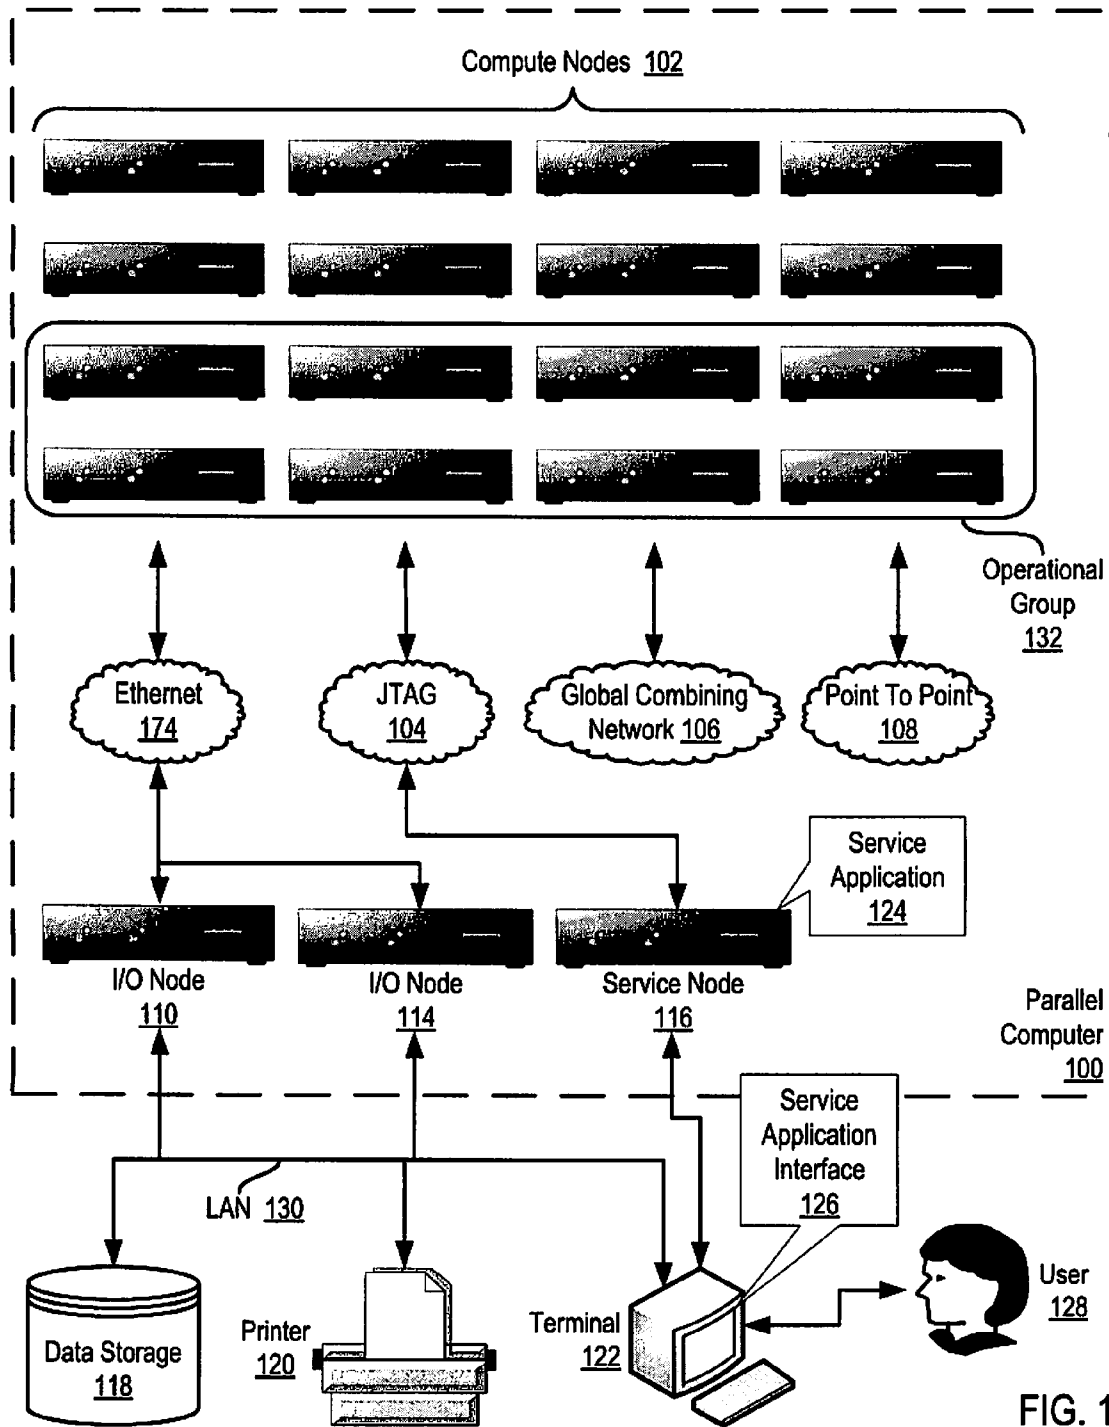 Compute Nodes 102
Operational
Group
132
Ethernet
174
JTAG
104
Global Combining
Network 106
Point To Point
108
Service
Application
124
I/O Node
110
I/O Node
114
Service Node
116
Parallel
Computer
100
Service
Application
Interface
126
LAN 130
Data Storage
118
Printer
120
Terminal
122
User
128
FIG. 1